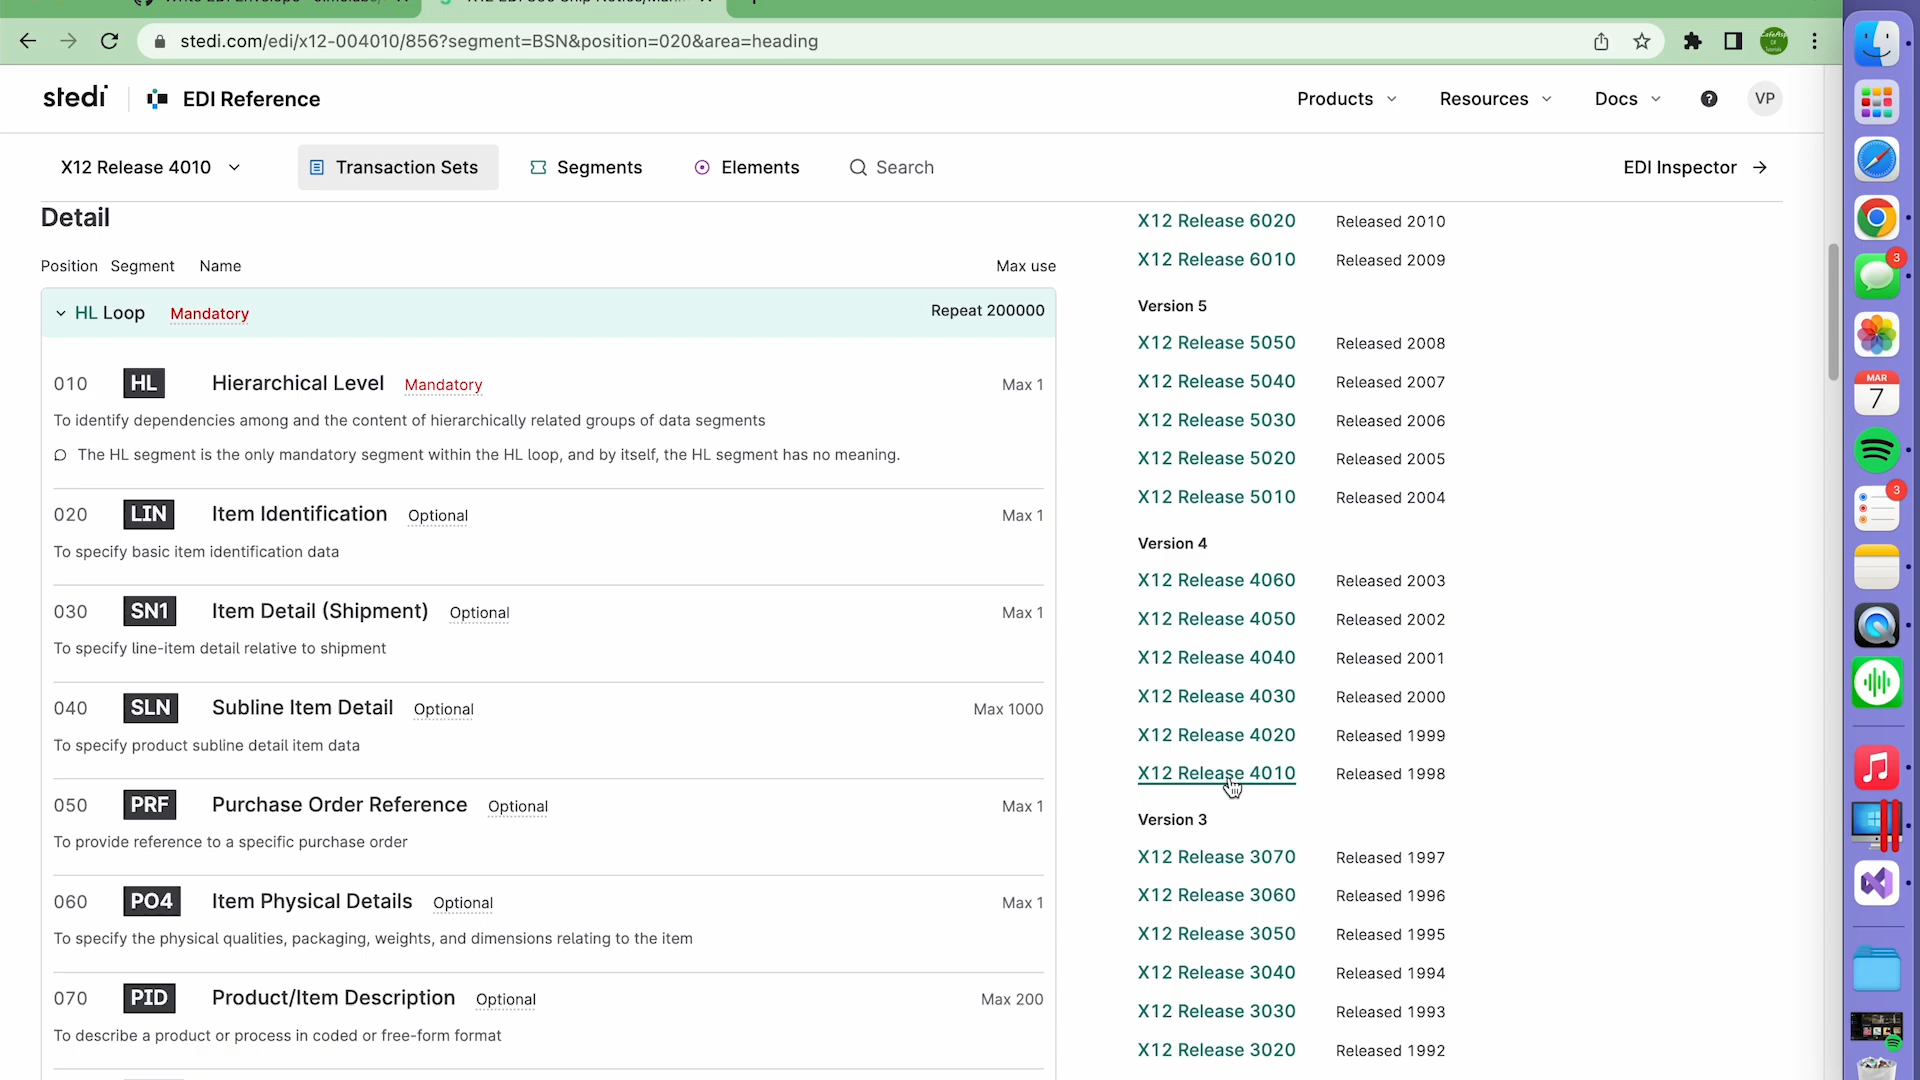 stedi.com/edi/x12-004010/856?segment=BSN&position=020&area=heading
stedi EDI Reference Products Resources Docs ? VP
X12 Release 4010 Transaction Sets Segments Elements Search EDI Inspector →
Detail
Position Segment Name Max use
HL Loop Mandatory Repeat 200000
010 HL Hierarchical Level Mandatory Max 1
To identify dependencies among and the content of hierarchically related groups of data segments
The HL segment is the only mandatory segment within the HL loop, and by itself, the HL segment has no meaning.
020 LIN Item Identification Optional Max 1
To specify basic item identification data
030 SN1 Item Detail (Shipment) Optional Max 1
To specify line-item detail relative to shipment
040 SLN Subline Item Detail Optional Max 1000
To specify product subline detail item data
050 PRF Purchase Order Reference Optional Max 1
To provide reference to a specific purchase order
060 PO4 Item Physical Details Optional Max 1
To specify the physical qualities, packaging, weights, and dimensions relating to the item
070 PID Product/Item Description Optional Max 200
To describe a product or process in coded or free-form format
X12 Release 6020 Released 2010
X12 Release 6010 Released 2009
Version 5
X12 Release 5050 Released 2008
X12 Release 5040 Released 2007
X12 Release 5030 Released 2006
X12 Release 5020 Released 2005
X12 Release 5010 Released 2004
Version 4
X12 Release 4060 Released 2003
X12 Release 4050 Released 2002
X12 Release 4040 Released 2001
X12 Release 4030 Released 2000
X12 Release 4020 Released 1999
X12 Release 4010 Released 1998
Version 3
X12 Release 3070 Released 1997
X12 Release 3060 Released 1996
X12 Release 3050 Released 1995
X12 Release 3040 Released 1994
X12 Release 3030 Released 1993
X12 Release 3020 Released 1992
3
MAR
7
3